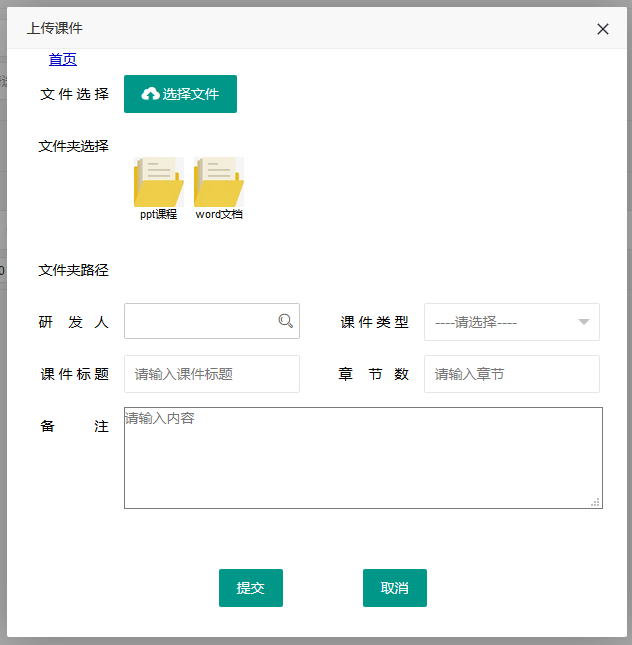 上传课件
首页
文件选择 选择文件
文件夹选择
ppt课程 word文档
文件夹路径
研发人 课件类型 ----请选择----
课件标题 请输入课件标题 章节数 请输入章节
备注 请输入内容
提交 取消